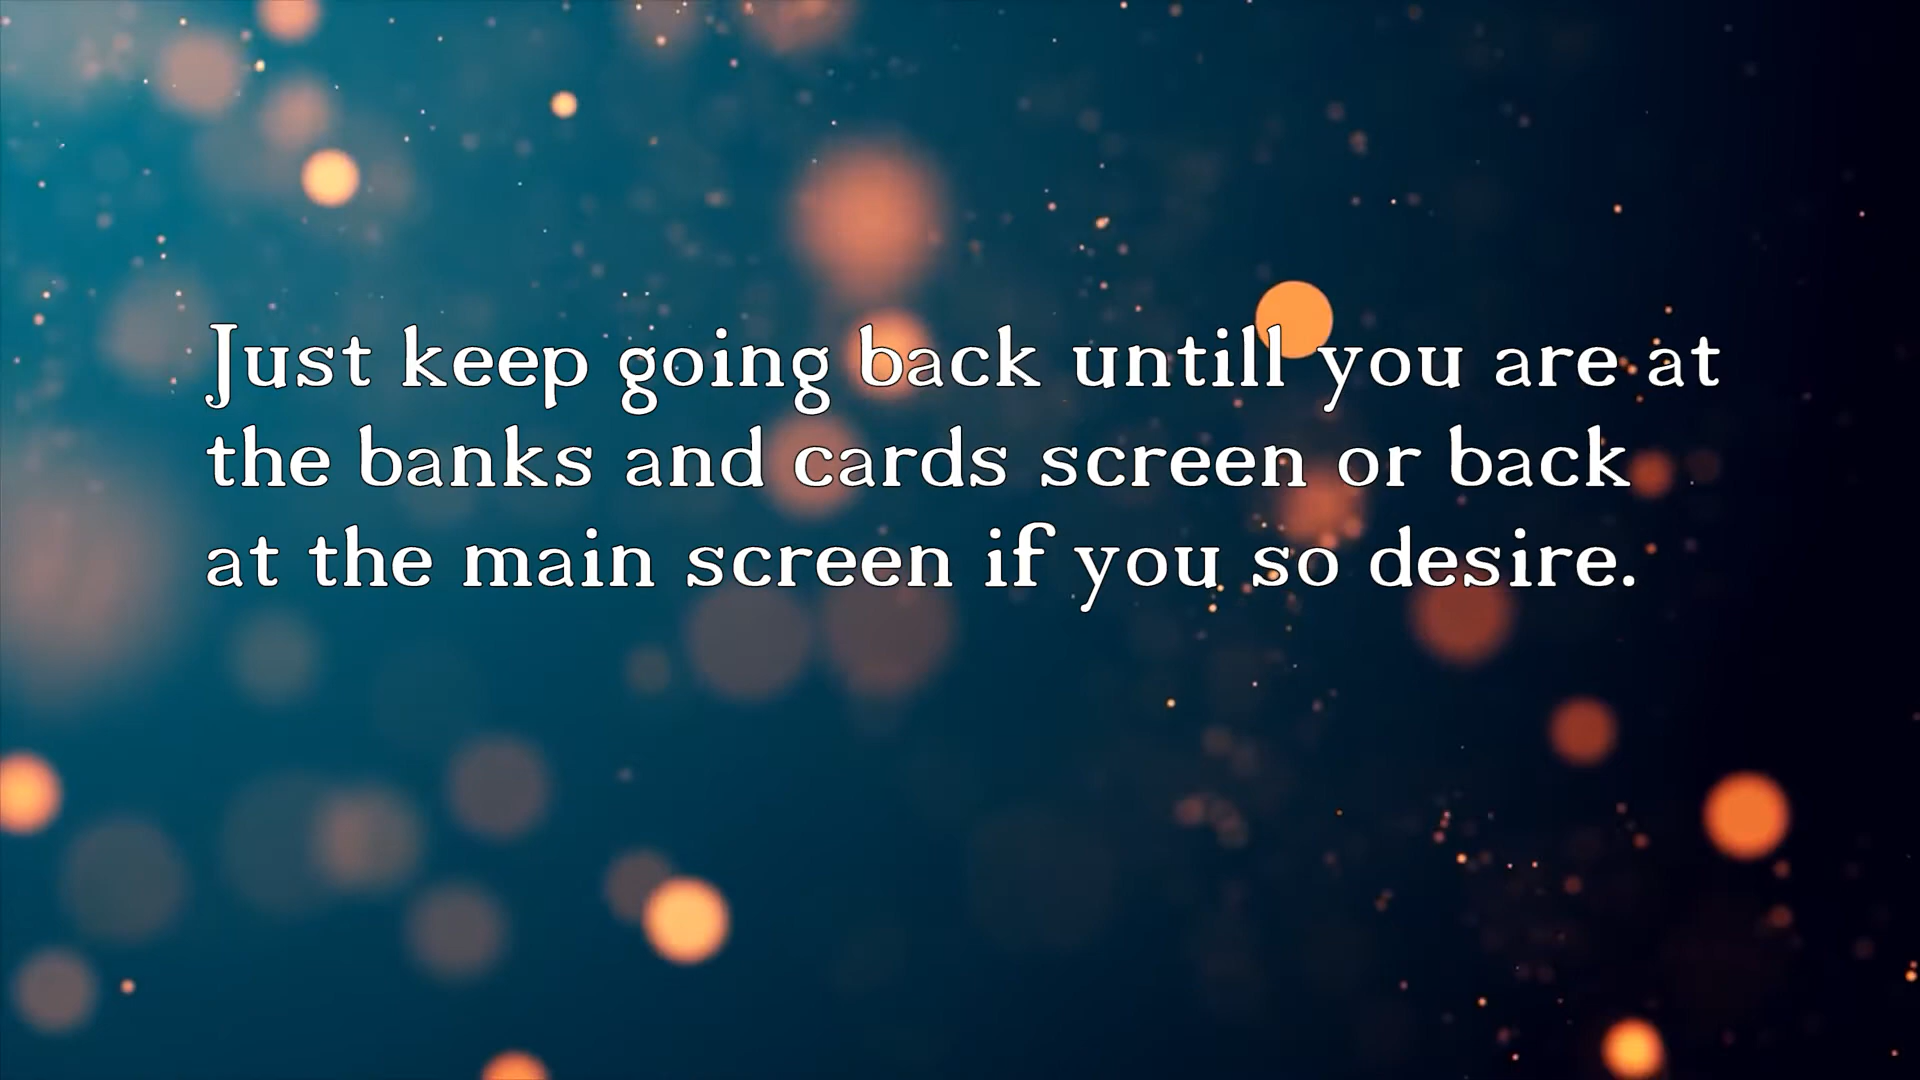 Just keep going back untill you are at
the banks and cards screen or back
at the main screen if you so desire.